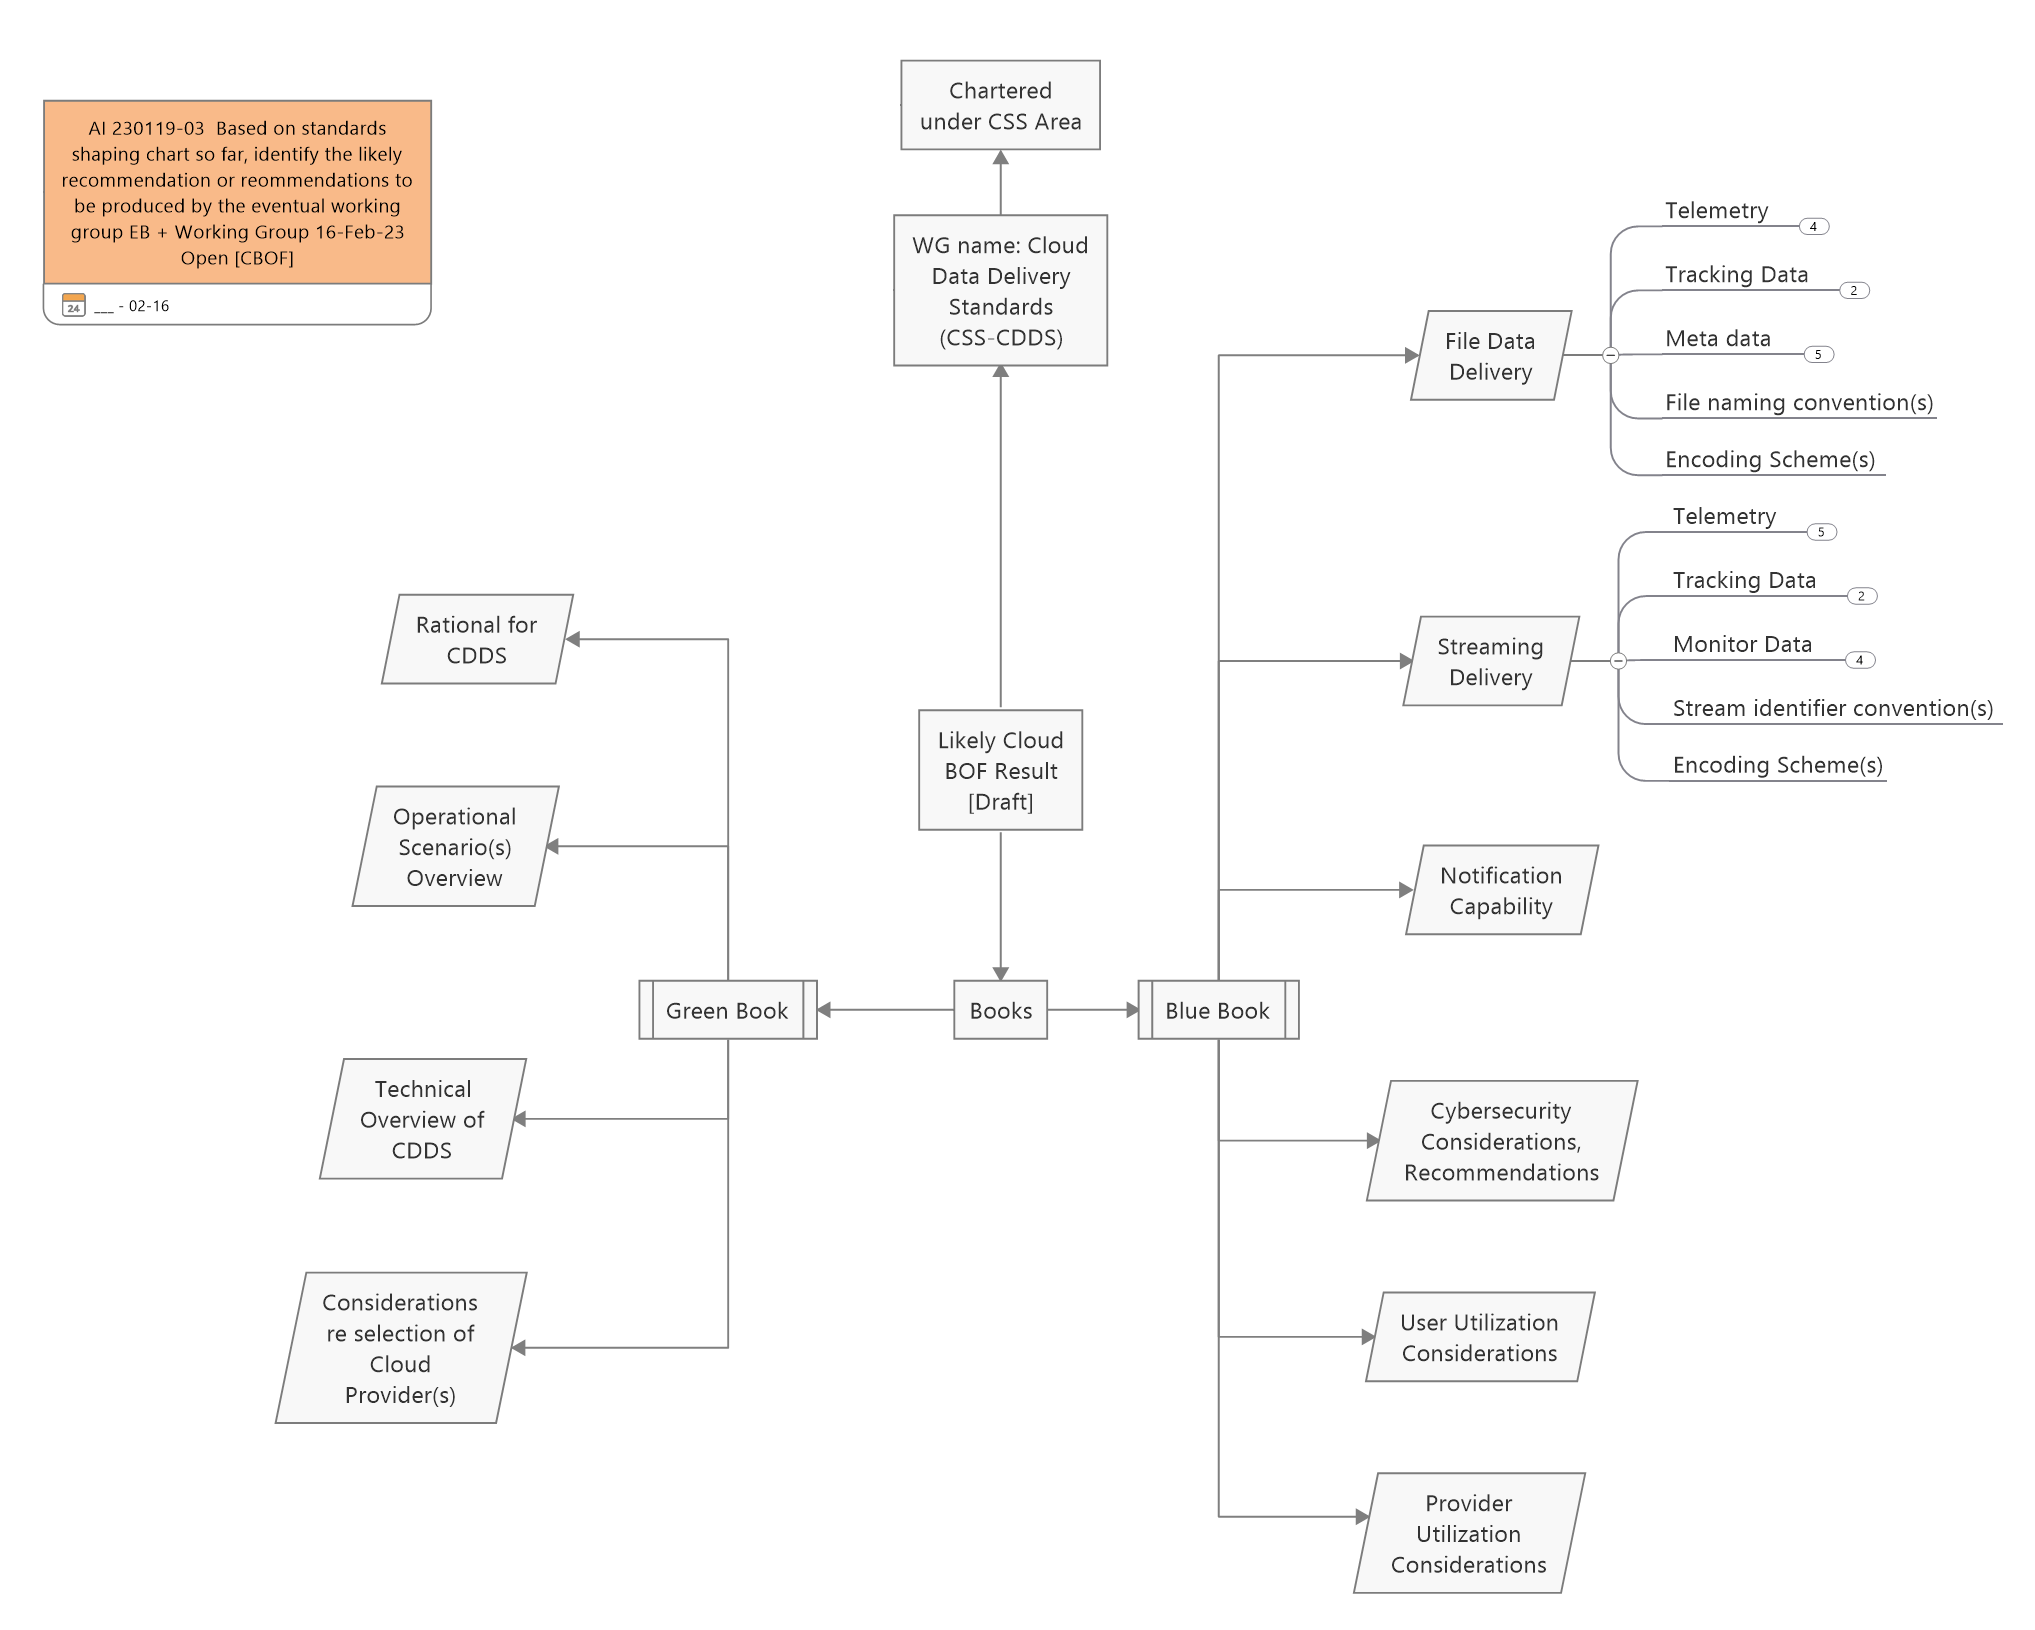 Chartered
under CSS Area
AI 230119-03  Based on standards
shaping chart so far, identify the likely
recommendation or reommendations to
be produced by the eventual working
group EB + Working Group 16-Feb-23
Open [CBOF]
24
___ - 02-16
WG name: Cloud
Data Delivery
Standards
(CSS-CDDS)
File Data
Delivery
Telemetry
4
Tracking Data
2
Meta data
5
File naming convention(s)
Encoding Scheme(s)
Streaming
Delivery
Telemetry
5
Tracking Data
2
Monitor Data
4
Stream identifier convention(s)
Encoding Scheme(s)
Rational for
CDDS
Likely Cloud
BOF Result
[Draft]
Operational
Scenario(s)
Overview
Notification
Capability
Green Book
Books
Blue Book
Technical
Overview of
CDDS
Cybersecurity
Considerations,
Recommendations
Considerations
re selection of
Cloud
Provider(s)
User Utilization
Considerations
Provider
Utilization
Considerations